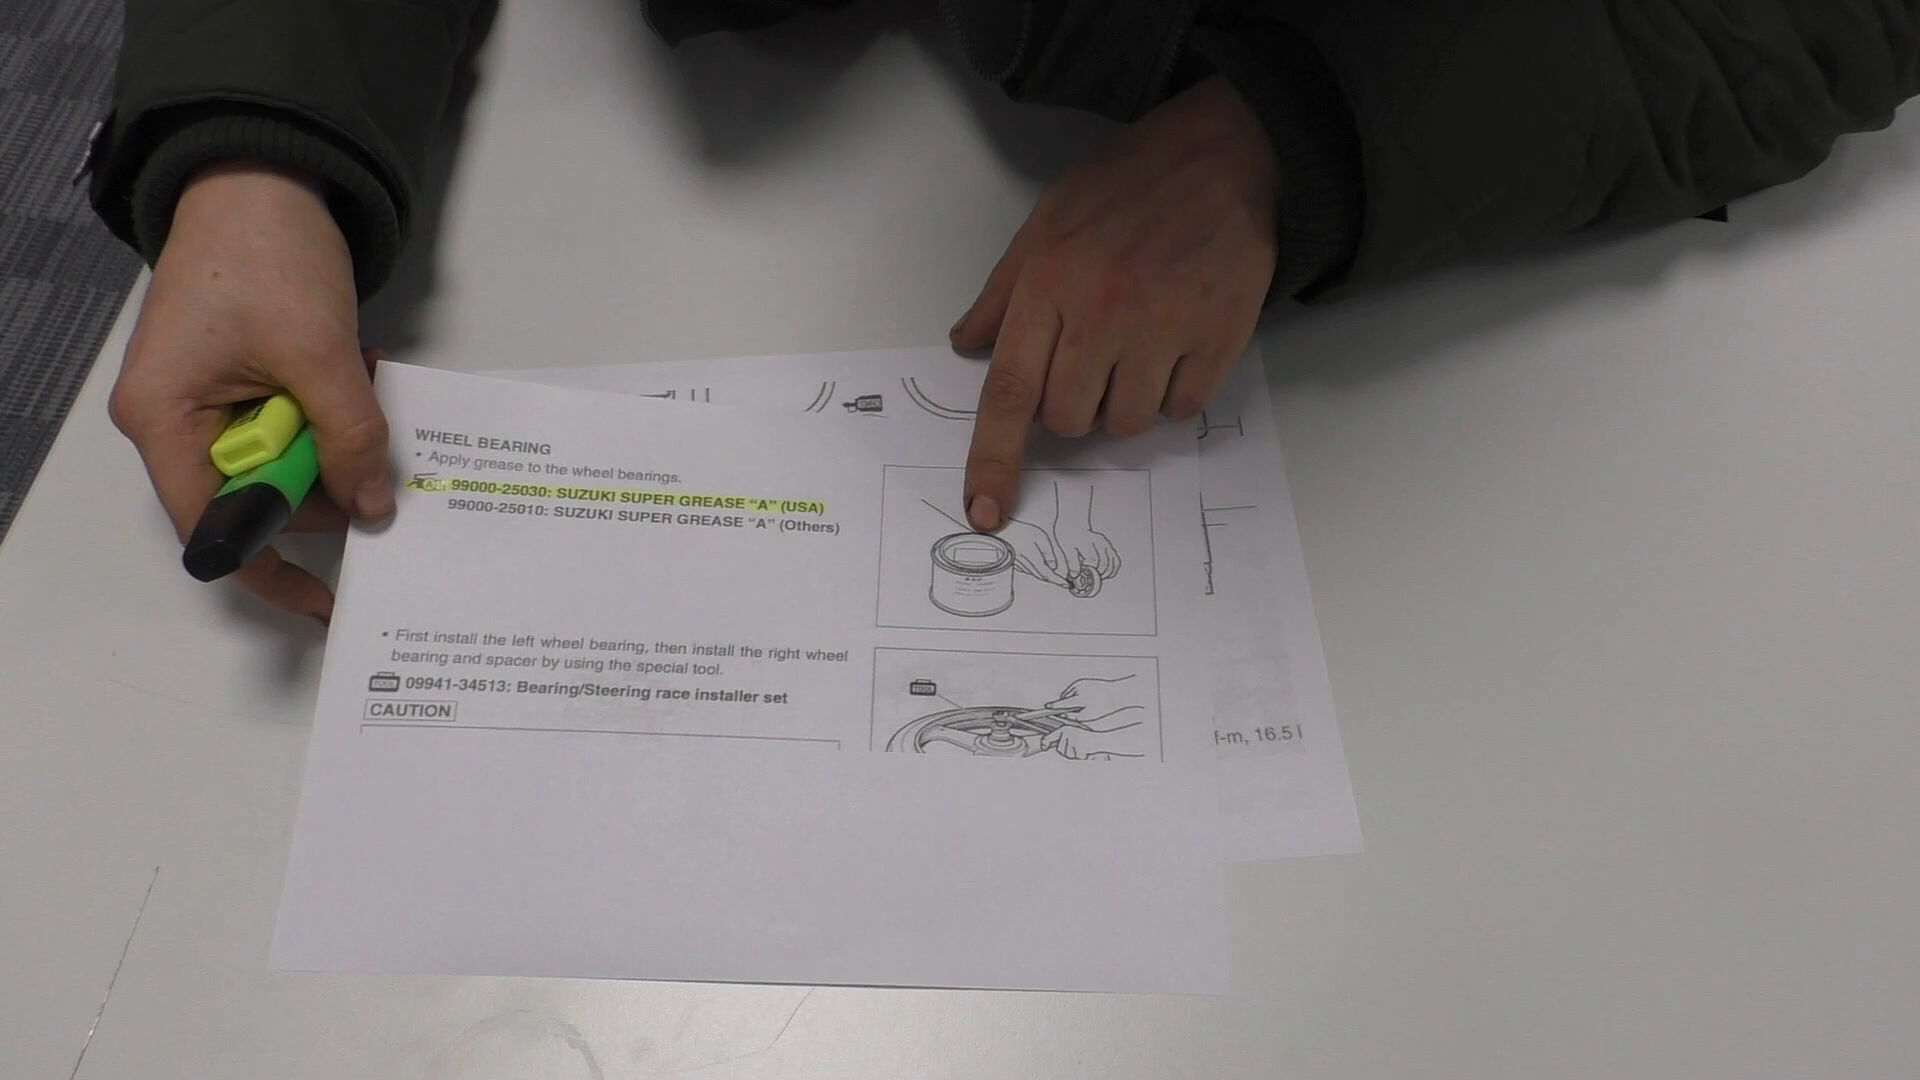 WHEEL BEARING
• Apply grease to the wheel bearings.
99000-25030: SUZUKI SUPER GREASE “A” (USA)
99000-25010: SUZUKI SUPER GREASE “A” (Others)
• First install the left wheel bearing, then install the right wheel
bearing and spacer by using the special tool.
TOOL 09941-34513: Bearing/Steering race installer set
CAUTION
TOOL
f-m, 16.5 l